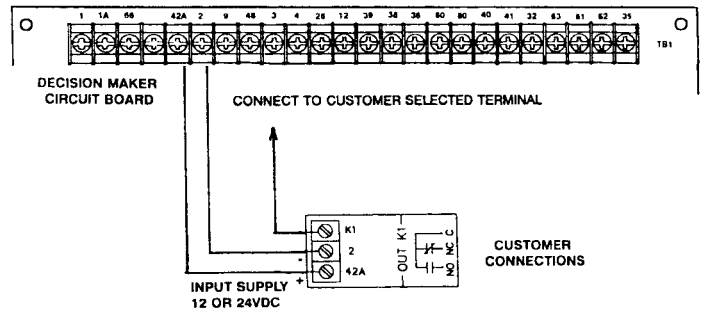 1 1A 56 42A 2 9 48 3 4 26 12 39 38 36 60 80 40 41 32 63 61 62 35
TB1
DECISION MAKER
CIRCUIT BOARD
CONNECT TO CUSTOMER SELECTED TERMINAL
K1
2
-
42A
+
OUT K1
C
NC
NO
CUSTOMER
CONNECTIONS
INPUT SUPPLY
12 OR 24VDC